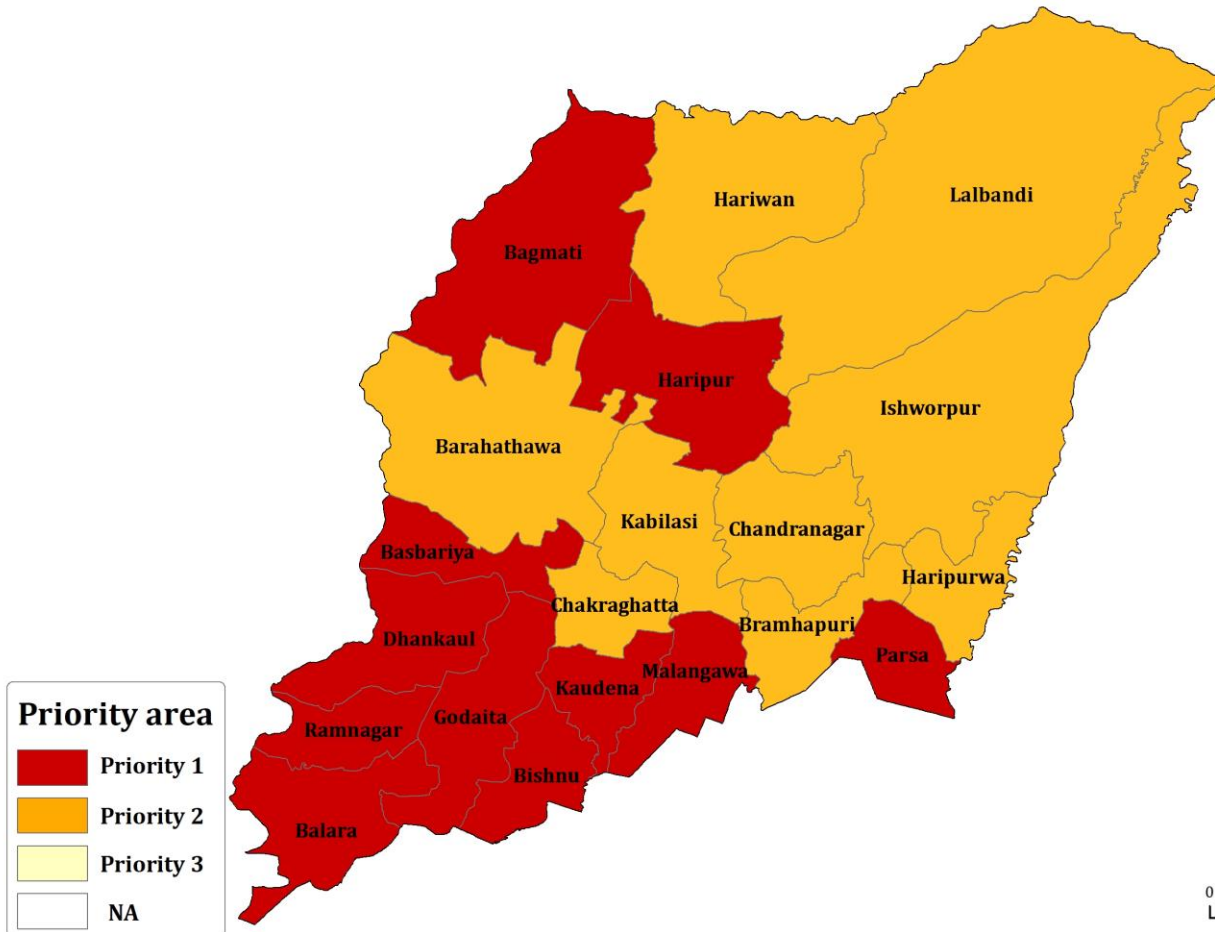 Lalbandi
Hariwan
Bagmati
Haripur
Ishworpur
Barahathawa
Kabilasi
Chandranagar
Basbariya
Haripurwa
Chakraghatta
Bramhapuri
Dhankaul
Parsa
Malangawa
Kaudena
Godaita
Ramnagar
Bishnu
Balara
Priority area
Priority 1
Priority 2
Priority 3
NA
0